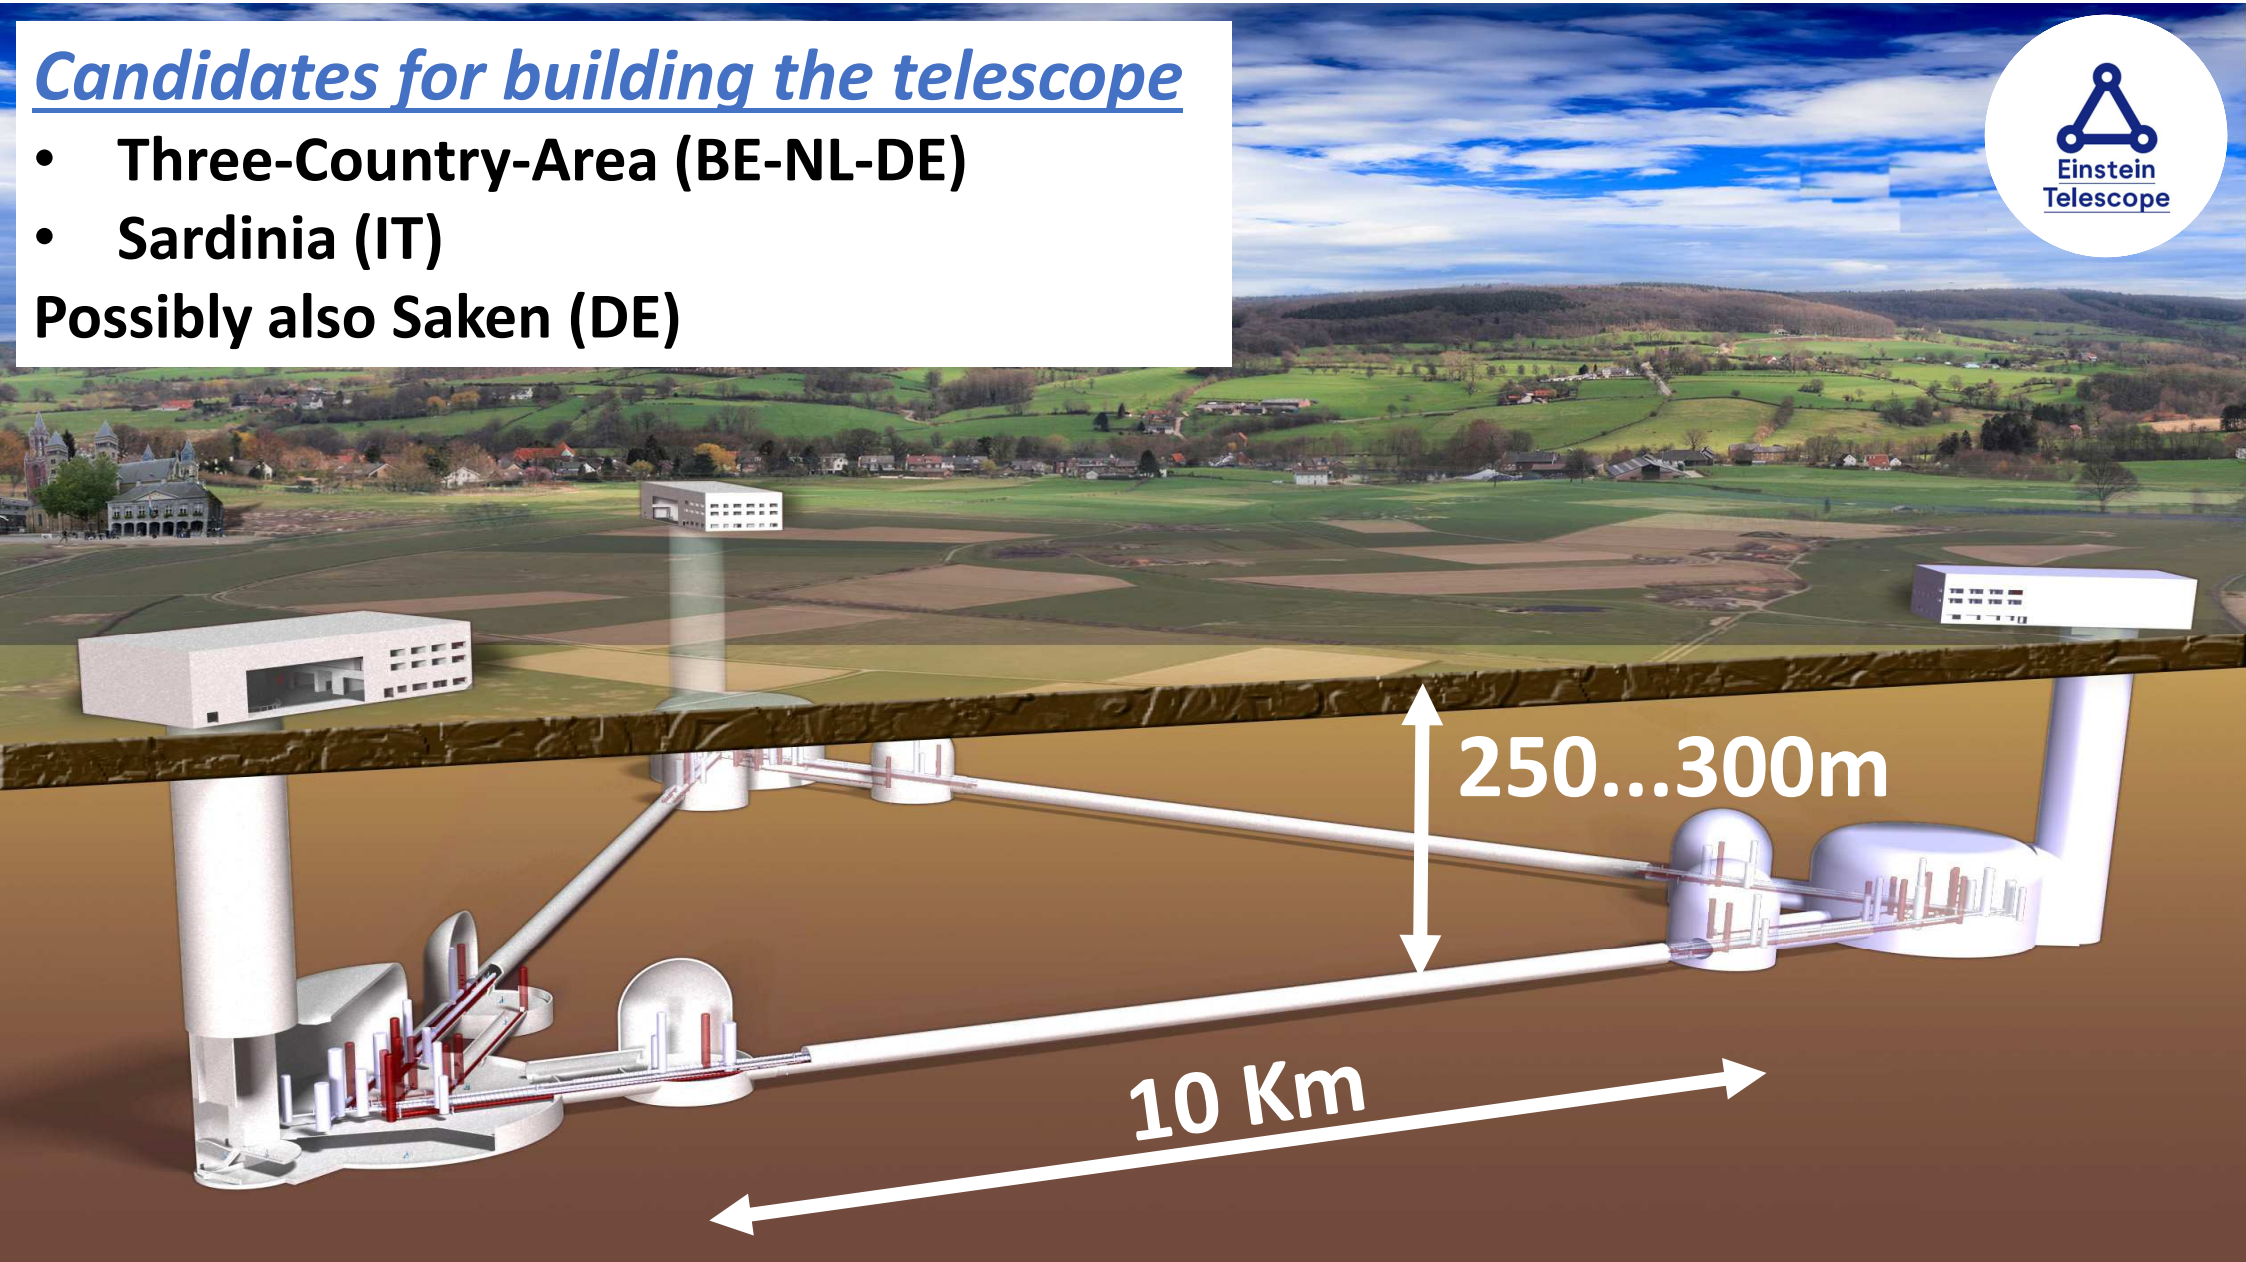 Candidates for building the telescope
• Three-Country-Area (BE-NL-DE)
• Sardinia (IT)
Possibly also Saken (DE)
Einstein
Telescope
250...300m
10 Km